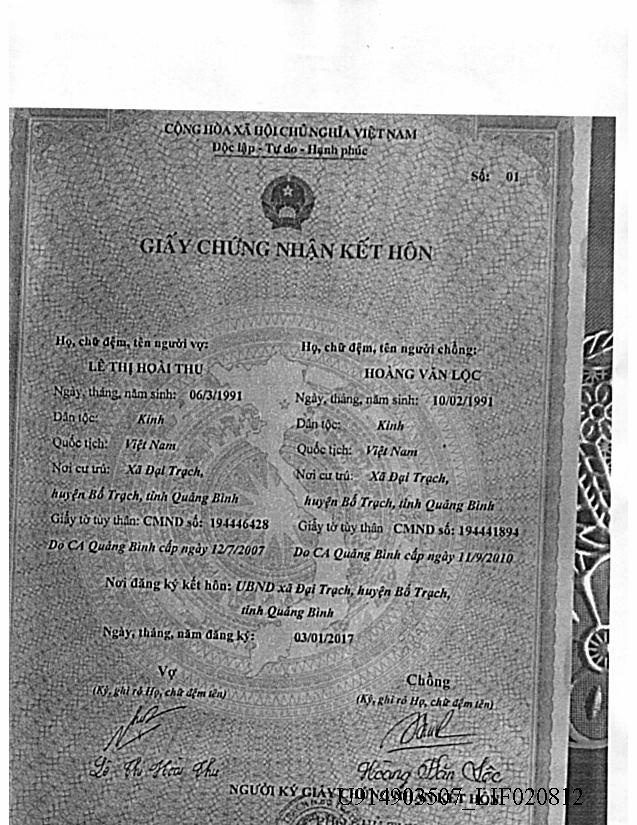 CỘNG HÒA XÃ HỘI CHỦ NGHĨA VIỆT NAM
Độc lập - Tự do - Hạnh phúc
Số: 01
GIẤY CHỨNG NHẬN KẾT HÔN
Họ, chữ đệm, tên người vợ:
LÊ THỊ HOÀI THU
Ngày, tháng, năm sinh: 06/3/1991
Dân tộc: Kinh
Quốc tịch: Việt Nam
Nơi cư trú: Xã Đại Trạch,
huyện Bố Trạch, tỉnh Quảng Bình
Giấy tờ tùy thân: CMND số: 194446428
Do CA Quảng Bình cấp ngày 12/7/2007
Họ, chữ đệm, tên người chồng:
HOÀNG VĂN LỘC
Ngày, tháng, năm sinh: 10/02/1991
Dân tộc: Kinh
Quốc tịch: Việt Nam
Nơi cư trú: Xã Đại Trạch,
huyện Bố Trạch, tỉnh Quảng Bình
Giấy tờ tùy thân CMND số: 194441894
Do CA Quảng Bình cấp ngày 11/9/2010
Nơi đăng ký kết hôn: UBND xã Đại Trạch, huyện Bố Trạch,
tỉnh Quảng Bình
Ngày, tháng, năm đăng ký: 03/01/2017
Vợ
(Ký, ghi rõ Họ, chữ đệm tên)
Lê Thị Hoài Thu
Chồng
(Ký, ghi rõ Họ, chữ đệm tên)
Hoàng Văn Lộc
NGƯỜI KÝ GIẤY KẾT HÔN
U914903507_LIF020812